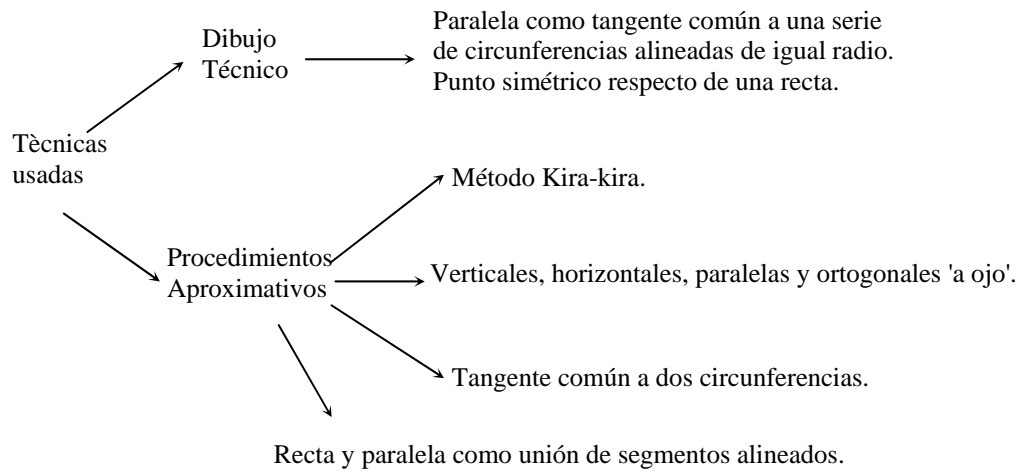 Dibujo
Técnico
Paralela como tangente común a una serie
de circunferencias alineadas de igual radio.
Punto simétrico respecto de una recta.
Tècnicas
usadas
Método Kira-kira.
Procedimientos
Aproximativos
Verticales, horizontales, paralelas y ortogonales 'a ojo'.
Tangente común a dos circunferencias.
Recta y paralela como unión de segmentos alineados.